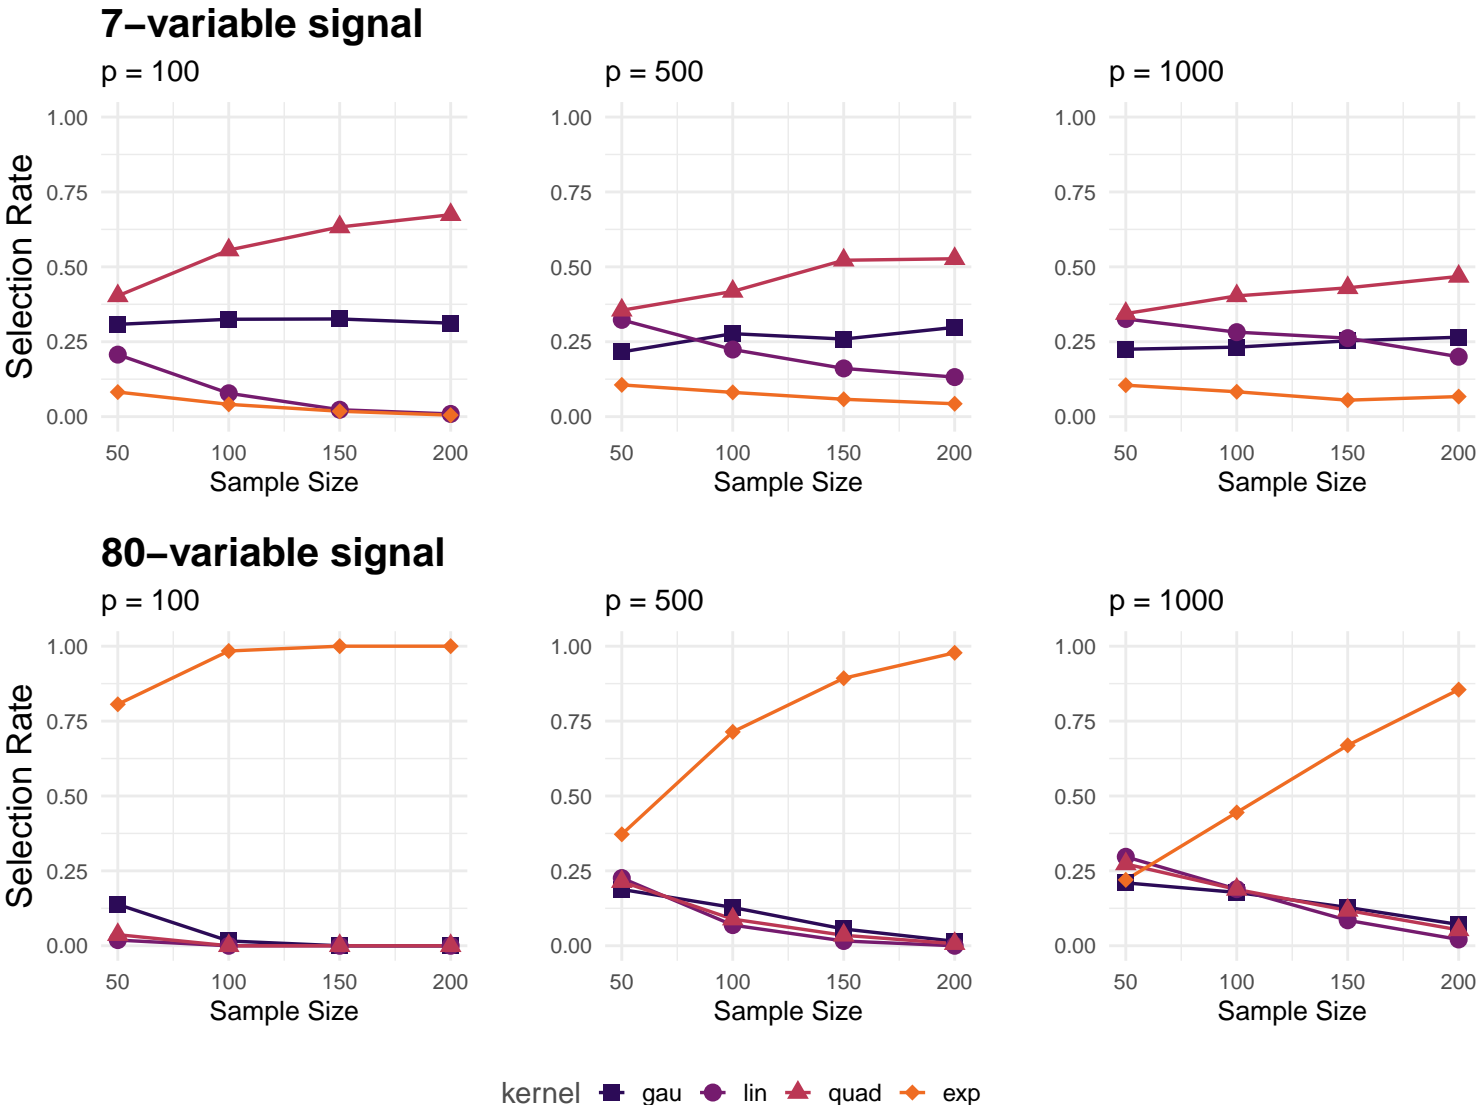 7−variable signal
p = 100 p = 500 p = 1000
Selection Rate
1.00 1.00 1.00
0.75 0.75 0.75
0.50 0.50 0.50
0.25 0.25 0.25
0.00 0.00 0.00
50 100 150 200 50 100 150 200 50 100 150 200
Sample Size Sample Size Sample Size
80−variable signal
p = 100 p = 500 p = 1000
Selection Rate
1.00 1.00 1.00
0.75 0.75 0.75
0.50 0.50 0.50
0.25 0.25 0.25
0.00 0.00 0.00
50 100 150 200 50 100 150 200 50 100 150 200
Sample Size Sample Size Sample Size
kernel gau lin quad exp